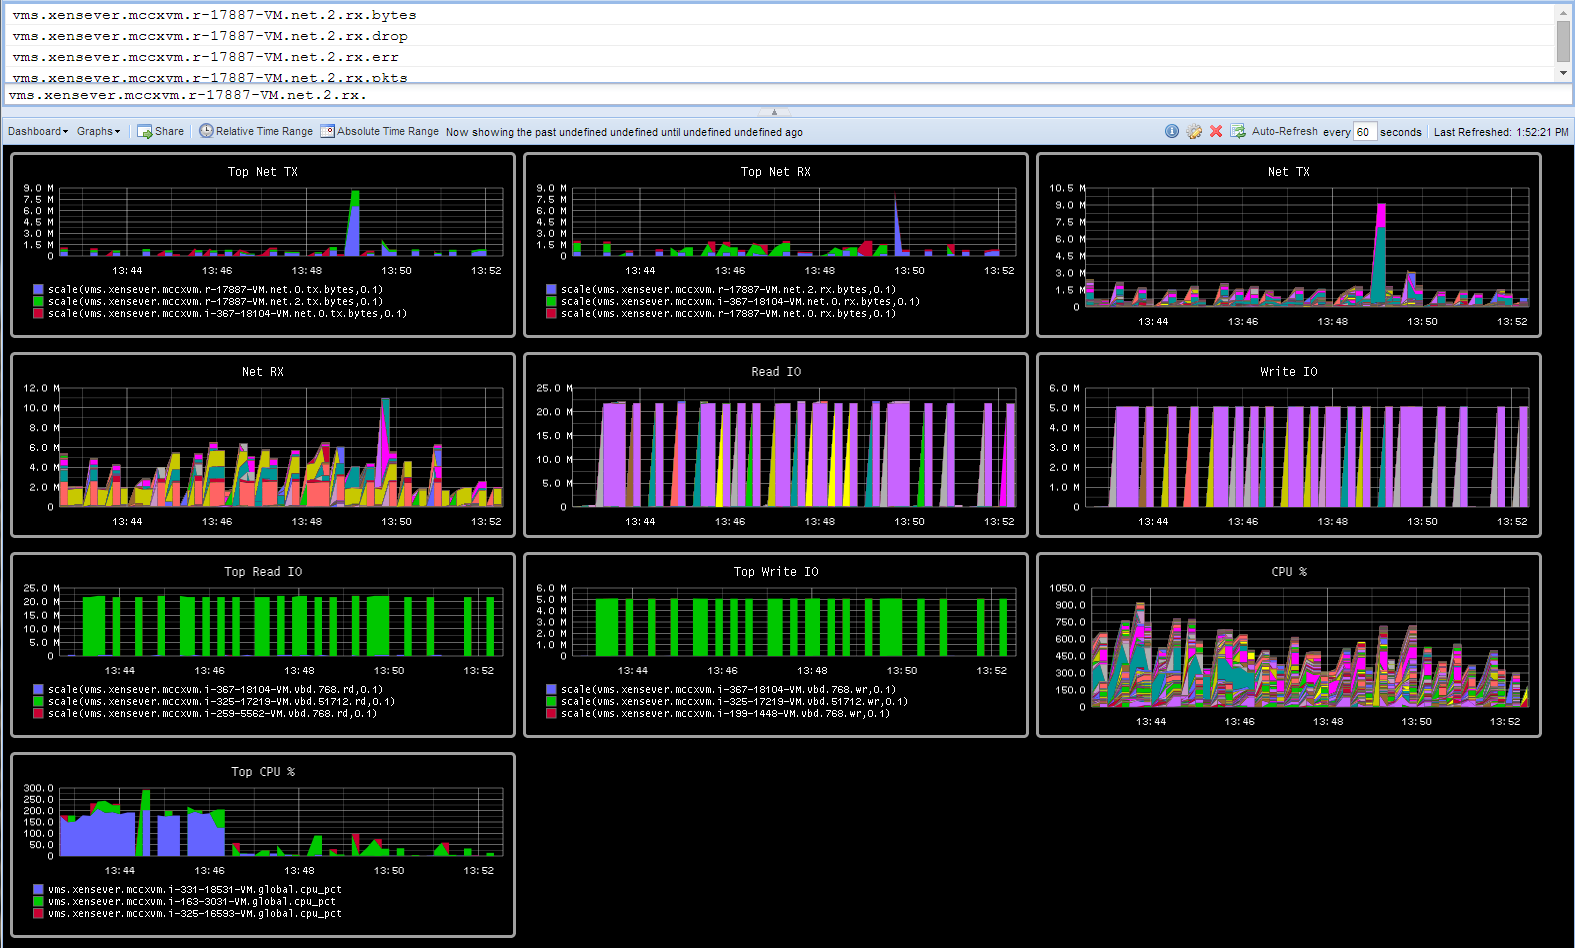 vms.xensever.mccxvm.r-17887-VM.net.2.rx.bytes
vms.xensever.mccxvm.r-17887-VM.net.2.rx.drop
vms.xensever.mccxvm.r-17887-VM.net.2.rx.err
vms.xensever.mccxvm.r-17887-VM.net.2.rx.pkts
vms.xensever.mccxvm.r-17887-VM.net.2.rx.
Dashboard Graphs Share Relative Time Range Absolute Time Range Now showing the past undefined undefined until undefined undefined ago Auto-Refresh every 60 seconds Last Refreshed: 1:52:21 PM
Top Net TX
9.0 M
7.5 M
6.0 M
4.5 M
3.0 M
1.5 M
0
13:44 13:46 13:48 13:50 13:52
scale(vms.xensever.mccxvm.r-17887-VM.net.0.tx.bytes,0.1)
scale(vms.xensever.mccxvm.r-17887-VM.net.2.tx.bytes,0.1)
scale(vms.xensever.mccxvm.i-367-18104-VM.net.0.tx.bytes,0.1)
Top Net RX
9.0 M
7.5 M
6.0 M
4.5 M
3.0 M
1.5 M
0
13:44 13:46 13:48 13:50 13:52
scale(vms.xensever.mccxvm.r-17887-VM.net.2.rx.bytes,0.1)
scale(vms.xensever.mccxvm.i-367-18104-VM.net.0.rx.bytes,0.1)
scale(vms.xensever.mccxvm.r-17887-VM.net.0.rx.bytes,0.1)
Net TX
10.5 M
9.0 M
7.5 M
6.0 M
4.5 M
3.0 M
1.5 M
0
13:44 13:46 13:48 13:50 13:52
Net RX
12.0 M
10.0 M
8.0 M
6.0 M
4.0 M
2.0 M
0
13:44 13:46 13:48 13:50 13:52
Read IO
25.0 M
20.0 M
15.0 M
10.0 M
5.0 M
0
13:44 13:46 13:48 13:50 13:52
Write IO
6.0 M
5.0 M
4.0 M
3.0 M
2.0 M
1.0 M
0
13:44 13:46 13:48 13:50 13:52
Top Read IO
25.0 M
20.0 M
15.0 M
10.0 M
5.0 M
0
13:44 13:46 13:48 13:50 13:52
scale(vms.xensever.mccxvm.i-367-18104-VM.vbd.768.rd,0.1)
scale(vms.xensever.mccxvm.i-325-17219-VM.vbd.51712.rd,0.1)
scale(vms.xensever.mccxvm.i-259-5562-VM.vbd.768.rd,0.1)
Top Write IO
6.0 M
5.0 M
4.0 M
3.0 M
2.0 M
1.0 M
0
13:44 13:46 13:48 13:50 13:52
scale(vms.xensever.mccxvm.i-367-18104-VM.vbd.768.wr,0.1)
scale(vms.xensever.mccxvm.i-325-17219-VM.vbd.51712.wr,0.1)
scale(vms.xensever.mccxvm.i-199-1448-VM.vbd.768.wr,0.1)
CPU %
1050.0
900.0
750.0
600.0
450.0
300.0
150.0
0
13:44 13:46 13:48 13:50 13:52
Top CPU %
300.0
250.0
200.0
150.0
100.0
50.0
0
13:44 13:46 13:48 13:50 13:52
vms.xensever.mccxvm.i-331-18531-VM.global.cpu_pct
vms.xensever.mccxvm.i-163-3031-VM.global.cpu_pct
vms.xensever.mccxvm.i-325-16593-VM.global.cpu_pct